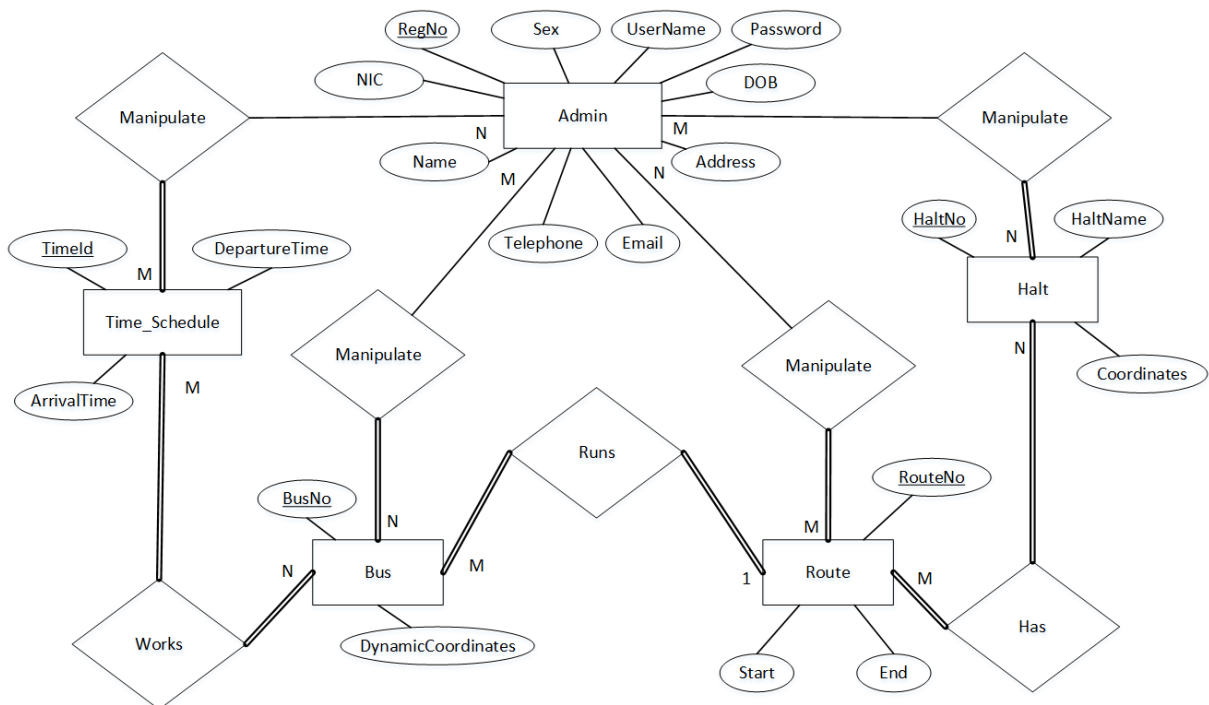 RegNo
Sex
UserName
Password
NIC
DOB
Manipulate
Admin
Manipulate
N
M
Name
Address
M
N
HaltNo
HaltName
TimeId
DepartureTime
Telephone
Email
N
M
Halt
Time_Schedule
Manipulate
Manipulate
N
Coordinates
M
ArrivalTime
Runs
RouteNo
BusNo
N
M
N
Bus
M
1
Route
M
Works
DynamicCoordinates
Has
Start
End